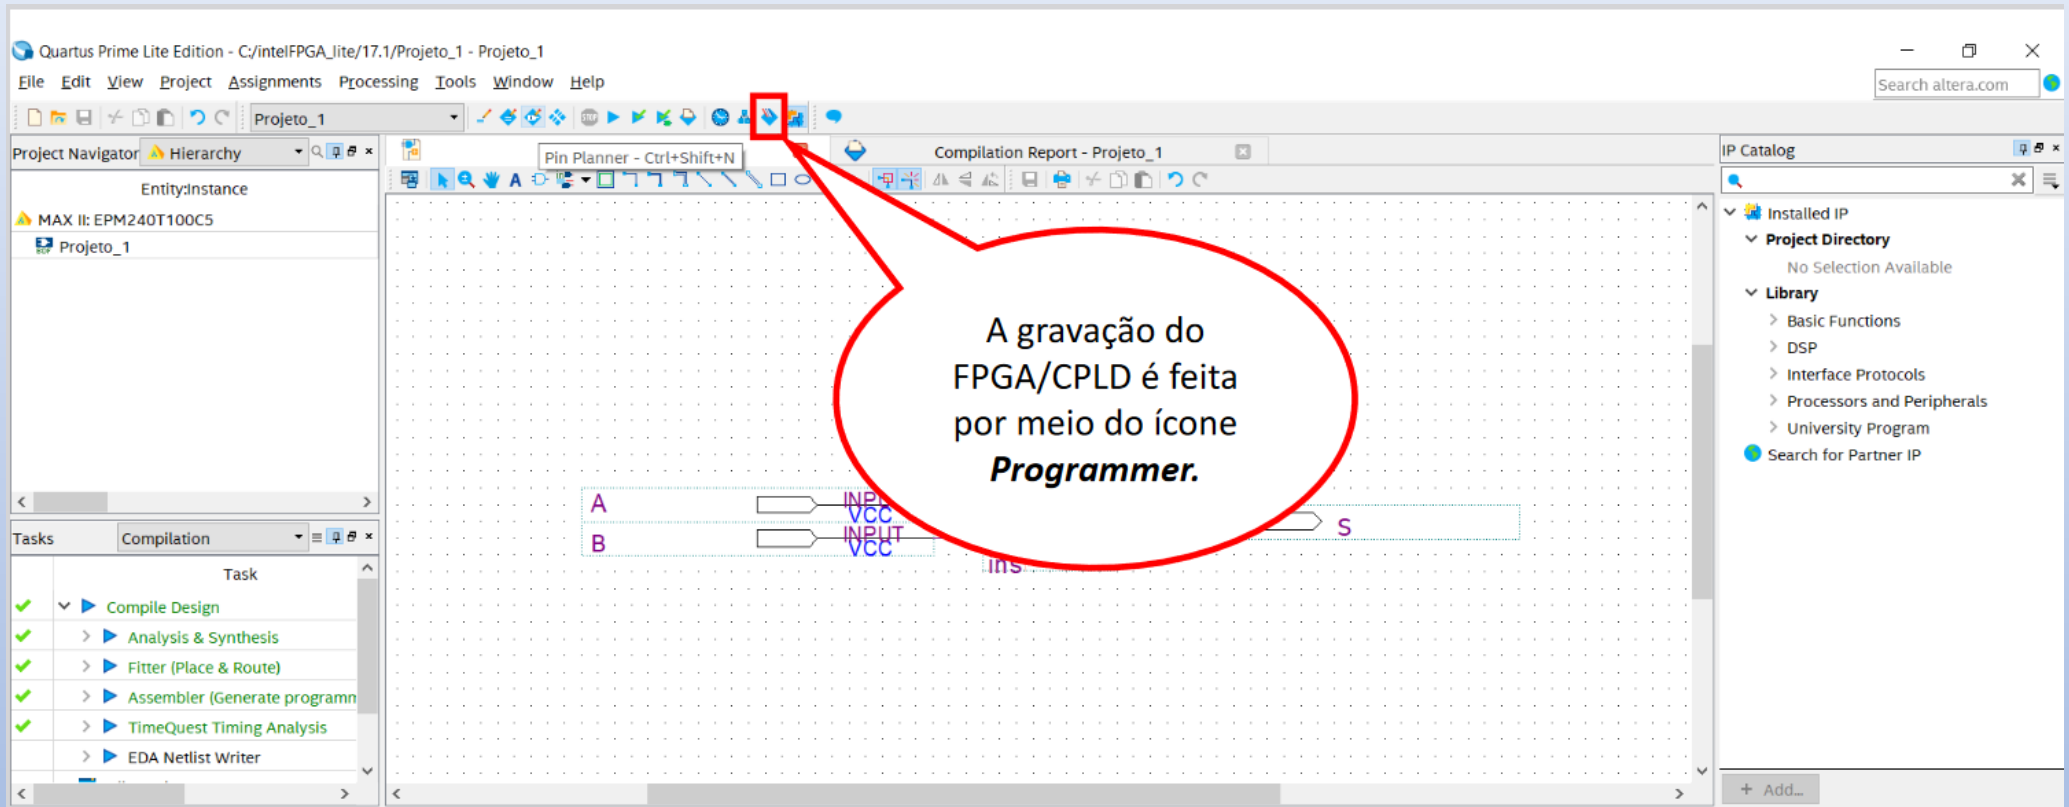 Quartus Prime Lite Edition - C:/intelFPGA_lite/17.1/Projeto_1 - Projeto_1
File Edit View Project Assignments Processing Tools Window Help
Search altera.com
Projeto_1
STOP
Project Navigator Hierarchy
Pin Planner - Ctrl+Shift+N
Compilation Report - Projeto_1
IP Catalog
Entity:Instance
MAX II: EPM240T100C5
Projeto_1
Installed IP
Project Directory
No Selection Available
Library
Basic Functions
DSP
Interface Protocols
Processors and Peripherals
University Program
Search for Partner IP
A gravação do
FPGA/CPLD é feita
por meio do ícone
Programmer.
A
VCC
B INPUT
VCC
S
Tasks Compilation
Task
Compile Design
Analysis & Synthesis
Fitter (Place & Route)
Assembler (Generate programm
TimeQuest Timing Analysis
EDA Netlist Writer
+ Add...